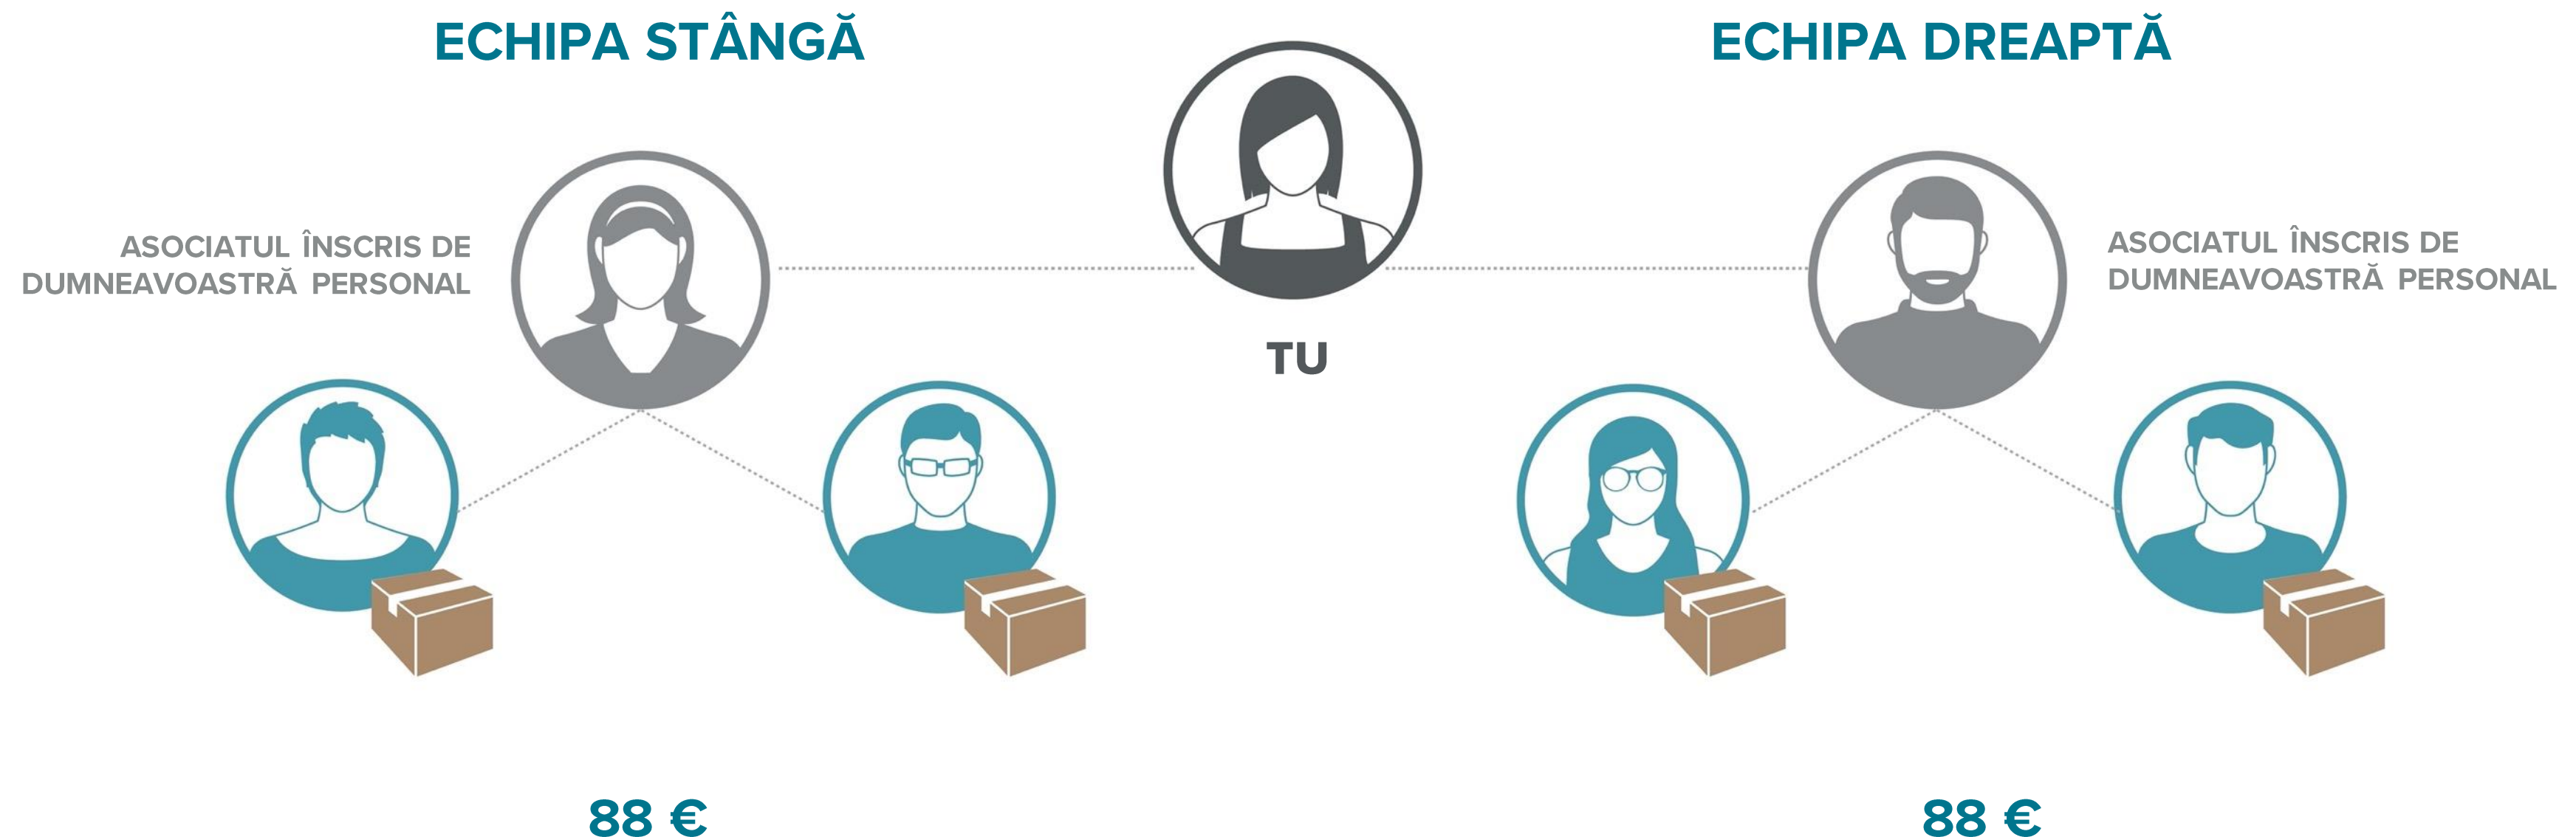 ECHIPA STÂNGĂ
ECHIPA DREAPTĂ
ASOCIATUL ÎNSCRIS DE
DUMNEAVOASTRĂ PERSONAL
TU
ASOCIATUL ÎNSCRIS DE
DUMNEAVOASTRĂ PERSONAL
88 €
88 €